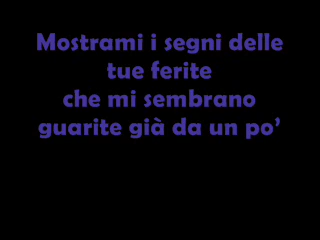 Mostrami i segni delle
tue ferite
che mi sembrano
guarite già da un po’